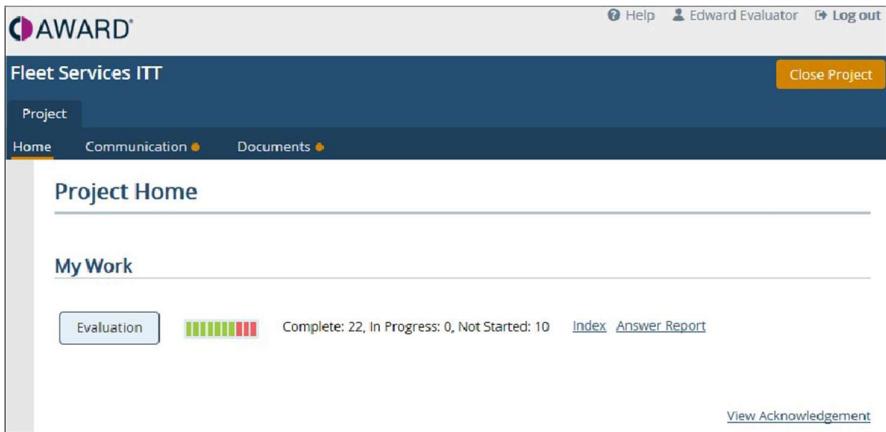 Help Edward Evaluator Log out
AWARD
Fleet Services ITT
Close Project
Project
Home Communication Documents
Project Home
My Work
Evaluation Complete: 22, In Progress: 0, Not Started: 10 Index Answer Report
View Acknowledgement